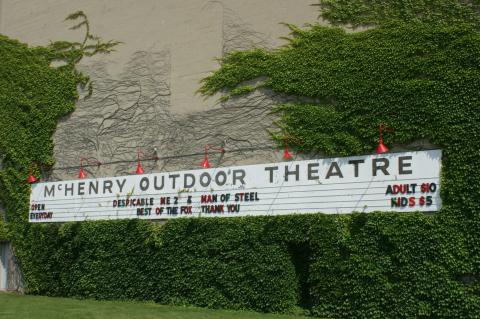 McHENRY OUTDOOR THEATRE
OPEN DESPICABLE ME 2 & MAN OF STEEL ADULT $10
EVERYDAY BEST OF THE FOX THANK YOU KIDS $5